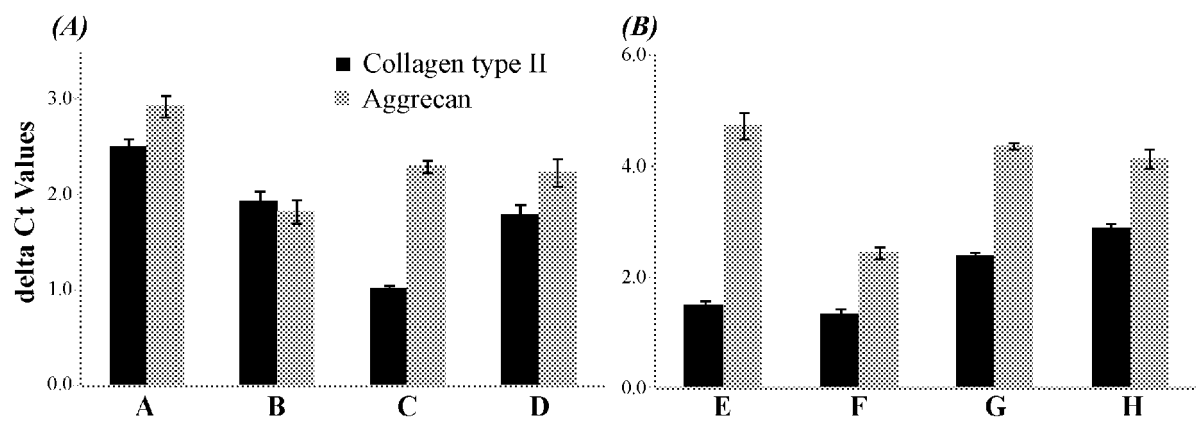 (A)
(B)
Collagen type II
Aggrecan
delta Ct Values
3.0
2.0
1.0
0.0
A B C D
6.0
4.0
2.0
0.0
E F G H